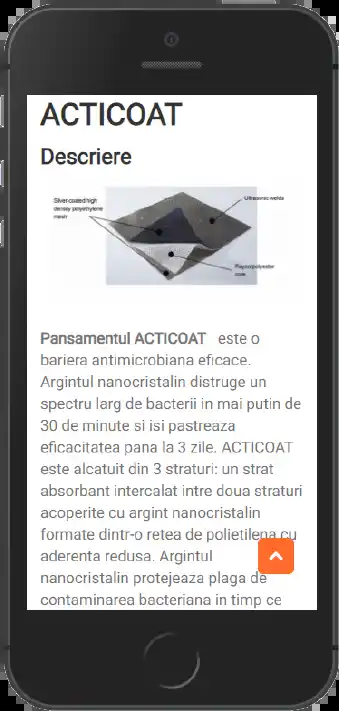 ACTICOAT
Descriere
Silver-coated high
density polyethylene
mesh
Ultrasonic welds
Rayon/polyester
core
Pansamentul ACTICOAT este o
bariera antimicrobiana eficace.
Argintul nanocristalin distruge un
spectru larg de bacterii in mai putin de
30 de minute si isi pastreaza
eficacitatea pana la 3 zile. ACTICOAT
este alcatuit din 3 straturi: un strat
absorbant intercalat intre doua straturi
acoperite cu argint nanocristalin
formate dintr-o retea de polietilena cu
aderenta redusa. Argintul
nanocristalin protejeaza plaga de
contaminarea bacteriana in timp ce